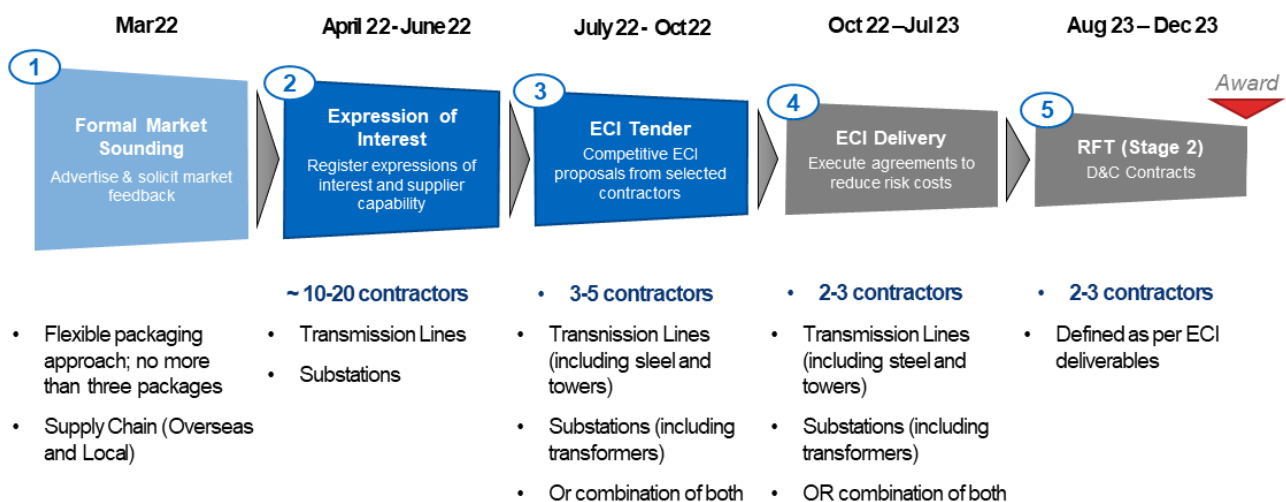 Mar22
April 22 - June 22
July 22 - Oct 22
Oct 22 –Jul 23
Aug 23 – Dec 23
Award
1
Formal Market
Sounding
Advertise & solicit market
feedback
2
Expression of
Interest
Register expressions of
interest and supplier
capability
3
ECI Tender
Competitive ECI
proposals from selected
contractors
4
ECI Delivery
Execute agreements to
reduce risk costs
5
RFT (Stage 2)
D&C Contracts
• Flexible packaging
approach; no more
than three packages
• Supply Chain (Overseas
and Local)
~ 10-20 contractors
• Transmission Lines
• Substations
• 3-5 contractors
• Transnission Lines
(including sleel and
towers)
• Substations (including
transformers)
• Or combination of both
• 2-3 contractors
• Transmission Lines
(including steel and
towers)
• Substations (including
transformers)
• OR combination of both
• 2-3 contractors
• Defined as per ECI
deliverables